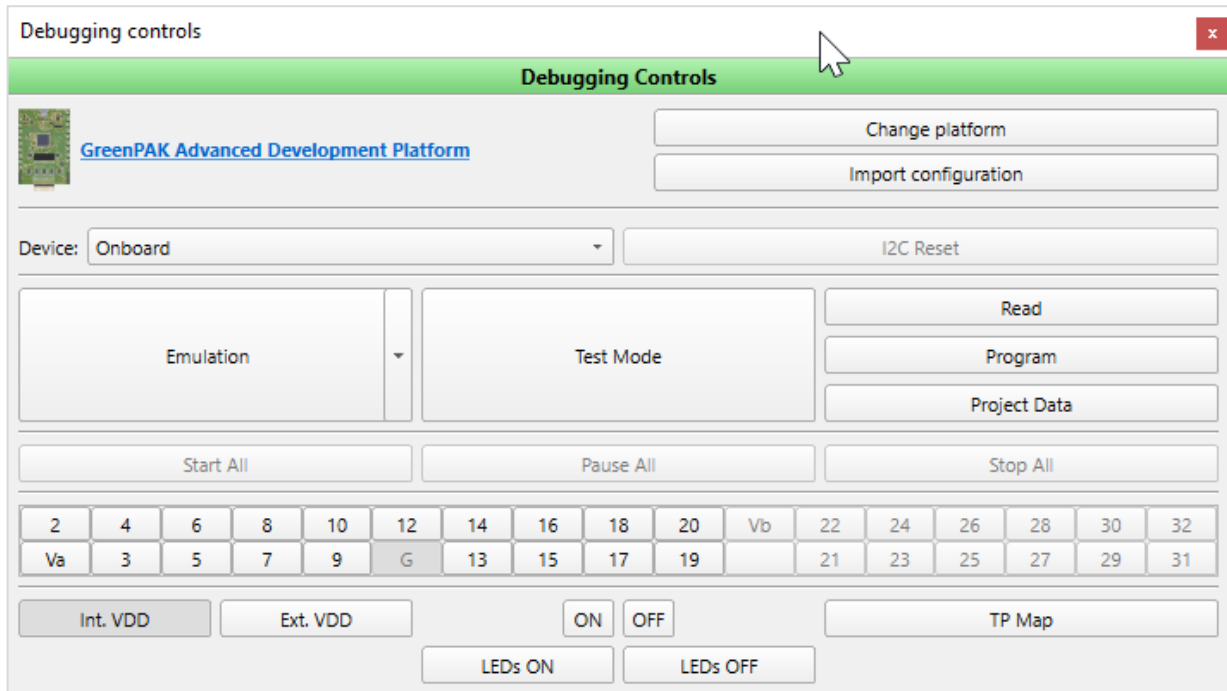 Debugging controls
x
Debugging Controls
GreenPAK Advanced Development Platform
Change platform
Import configuration
Device: Onboard I2C Reset
Emulation Test Mode
Read
Program
Project Data
Start All Pause All Stop All
2 4 6 8 10 12 14 16 18 20 Vb 22 24 26 28 30 32
Va 3 5 7 9 G 13 15 17 19 21 23 25 27 29 31
Int. VDD Ext. VDD ON OFF TP Map
LEDs ON LEDs OFF